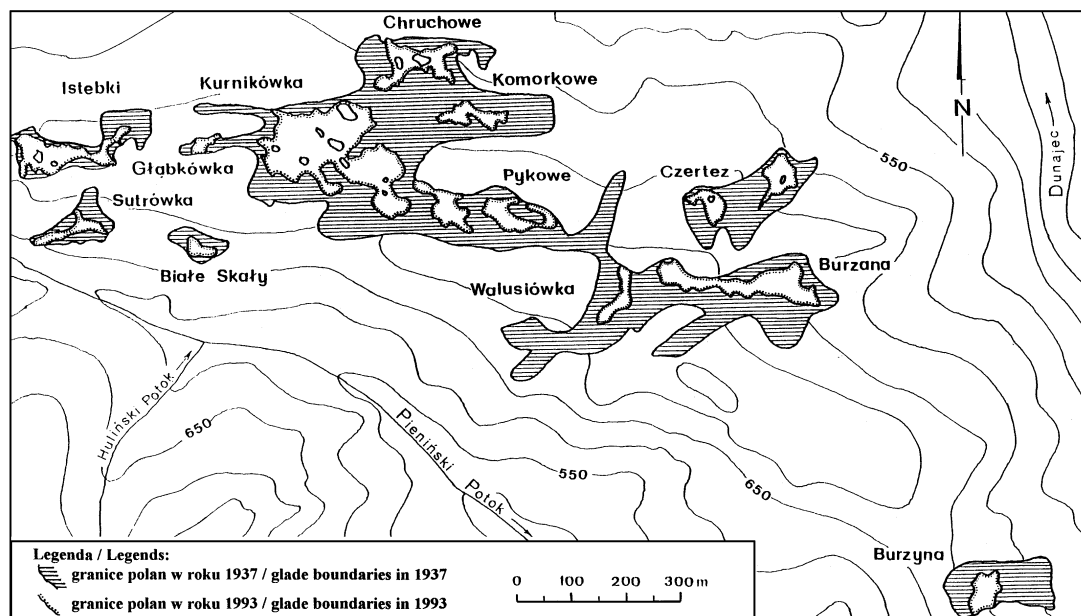 Chruchowe
Istebki
Kurnikówka
Komorkowe
N
Dunajec
550
Głąbkówka
Pykowe
Czertez
Sutrówka
Białe Skały
Walusiówka
Burzana
Huliński Potok
650
Pieniński Potok
550
650
Burzyna
Legenda / Legends:
granice polan w roku 1937 / glade boundaries in 1937
granice polan w roku 1993 / glade boundaries in 1993
0 100 200 300 m